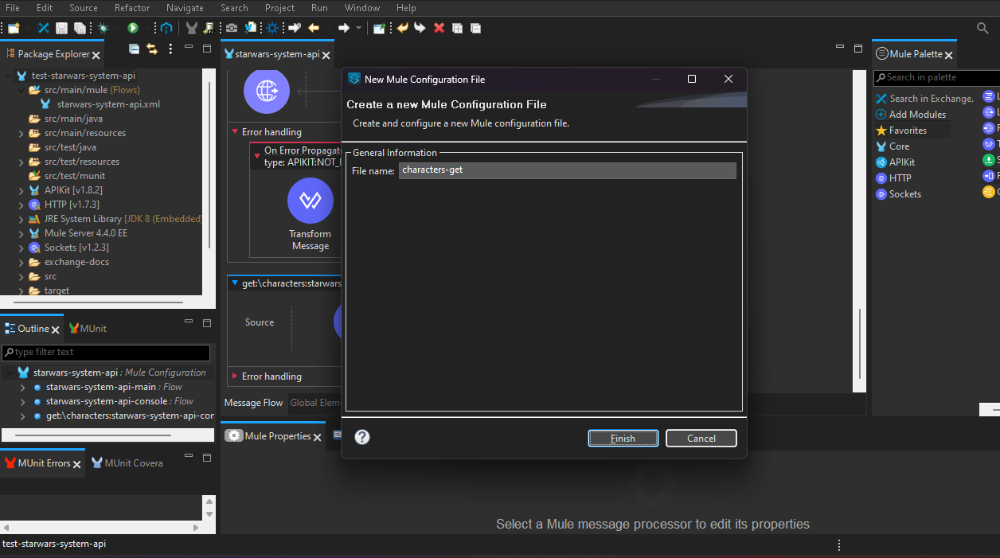 File Edit Source Refactor Navigate Search Project Run Window Help
Package Explorer
test-starwars-system-api
src/main/mule (Flows)
starwars-system-api.xml
src/main/java
src/main/resources
src/test/java
src/test/resources
src/test/munit
APIKit [v1.8.2]
HTTP [v1.7.3]
JRE System Library [JDK 8 (Embedded)
Mule Server 4.4.0 EE
Sockets [v1.2.3]
exchange-docs
src
target
Outline
MUnit
type filter text
starwars-system-api : Mule Configuration
starwars-system-api-main : Flow
starwars-system-api-console : Flow
get:\characters:starwars-system-api-con
MUnit Errors
MUnit Covera
test-starwars-system-api
starwars-system-api
Error handling
On Error Propagat
type: APIKIT:NOT_
Transform
Message
get:\characters:starwars
Source
Error handling
Message Flow
Global Elem
Mule Properties
Select a Mule message processor to edit its properties
New Mule Configuration File
Create a new Mule Configuration File
Create and configure a new Mule configuration file.
General Information
File name:
characters-get
Finish
Cancel
Mule Palette
Search in palette
Search in Exchange.
Add Modules
Favorites
Core
APIKit
HTTP
Sockets